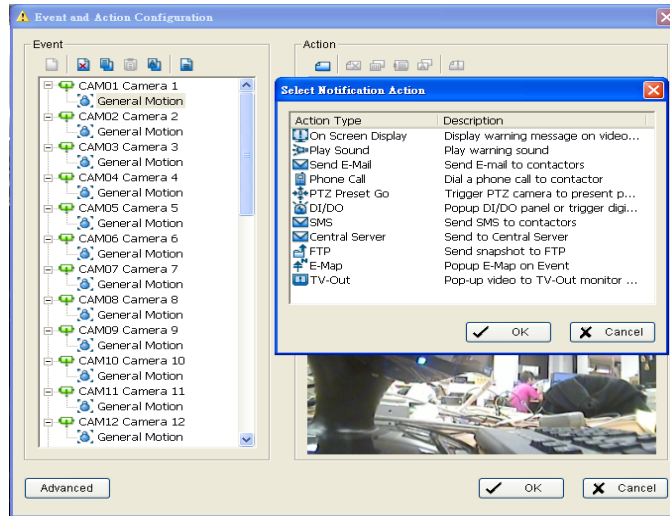 Event and Action Configuration
Event
CAM01 Camera 1
General Motion
CAM02 Camera 2
General Motion
CAM03 Camera 3
General Motion
CAM04 Camera 4
General Motion
CAM05 Camera 5
General Motion
CAM06 Camera 6
General Motion
CAM07 Camera 7
General Motion
CAM08 Camera 8
General Motion
CAM09 Camera 9
General Motion
CAM10 Camera 10
General Motion
CAM11 Camera 11
General Motion
CAM12 Camera 12
General Motion
Action
Select Notification Action
Action Type Description
On Screen Display Display warning message on video...
Play Sound Play warning sound
Send E-Mail Send E-mail to contactors
Phone Call Dial a phone call to contactor
PTZ Preset Go Trigger PTZ camera to present p...
DI/DO Popup DI/DO panel or trigger digi...
SMS Send SMS to contactors
Central Server Send to Central Server
FTP Send snapshot to FTP
E-Map Popup E-Map on Event
TV-Out Pop-up video to TV-Out monitor ...
OK Cancel
Advanced OK Cancel